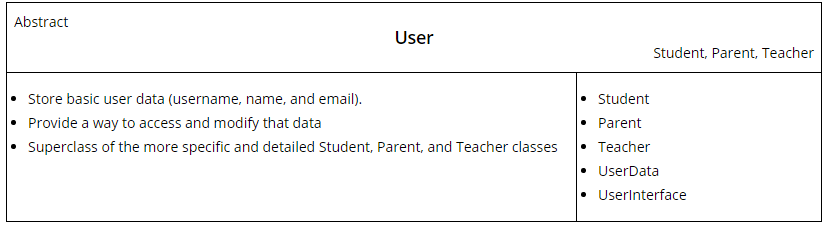 Abstract
User
Student, Parent, Teacher
Store basic user data (username, name, and email).
Provide a way to access and modify that data
Superclass of the more specific and detailed Student, Parent, and Teacher classes
Student
Parent
Teacher
UserData
UserInterface